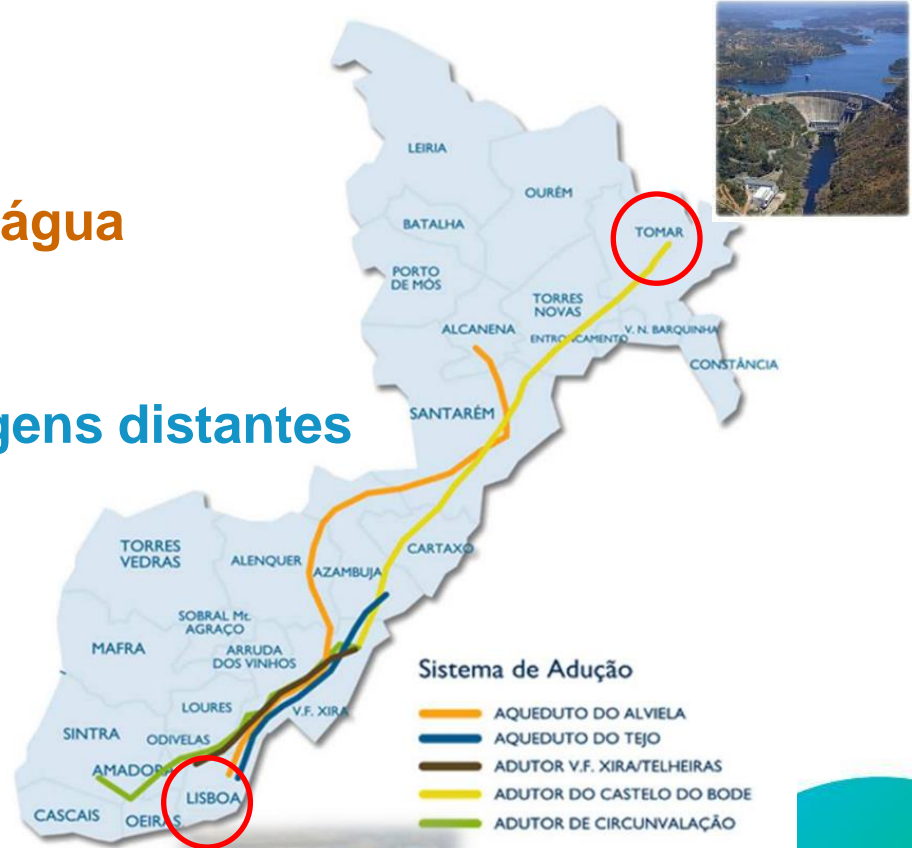 água
gens distantes
LEIRIA
OURÉM
BATALHA
TOMAR
PORTO
DE MÓS
TORRES
NOVAS
ALCANENA
ENTRONCAMENTO
V. N. BARQUINHA
CONSTÂNCIA
SANTARÉM
TORRES
VEDRAS
ALENQUER
CARTAXO
AZAMBUJA
SOBRAL Mt.
AGRAÇO
MAFRA
ARRUDA
DOS VINHOS
LOURES
V.F. XIRA
SINTRA
ODIVELAS
AMADORA
LISBOA
CASCAIS
OEIRAS
Sistema de Adução
AQUEDUTO DO ALVIELA
AQUEDUTO DO TEJO
ADUTOR V.F. XIRA/TELHEIRAS
ADUTOR DO CASTELO DO BODE
ADUTOR DE CIRCUNVALAÇÃO